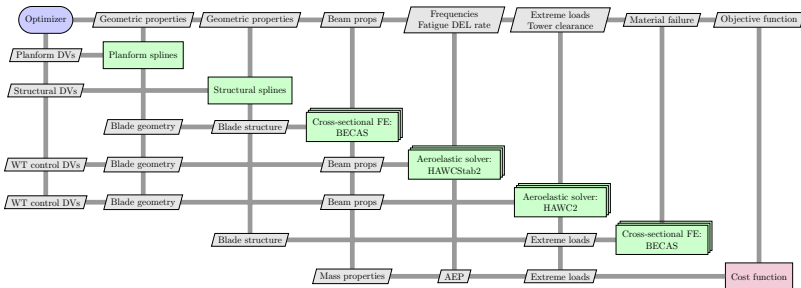 Optimizer
Geometric properties
Geometric properties
Beam props
Frequencies
Fatigue DEL rate
Extreme loads
Tower clearance
Material failure
Objective function
Planform DVs
Planform splines
Structural DVs
Structural splines
Blade geometry
Blade structure
Cross-sectional FE:
BECAS
WT control DVs
Blade geometry
Beam props
Aeroelastic solver:
HAWCStab2
WT control DVs
Blade geometry
Beam props
Aeroelastic solver:
HAWC2
Blade structure
Extreme loads
Cross-sectional FE:
BECAS
Mass properties
AEP
Extreme loads
Cost function